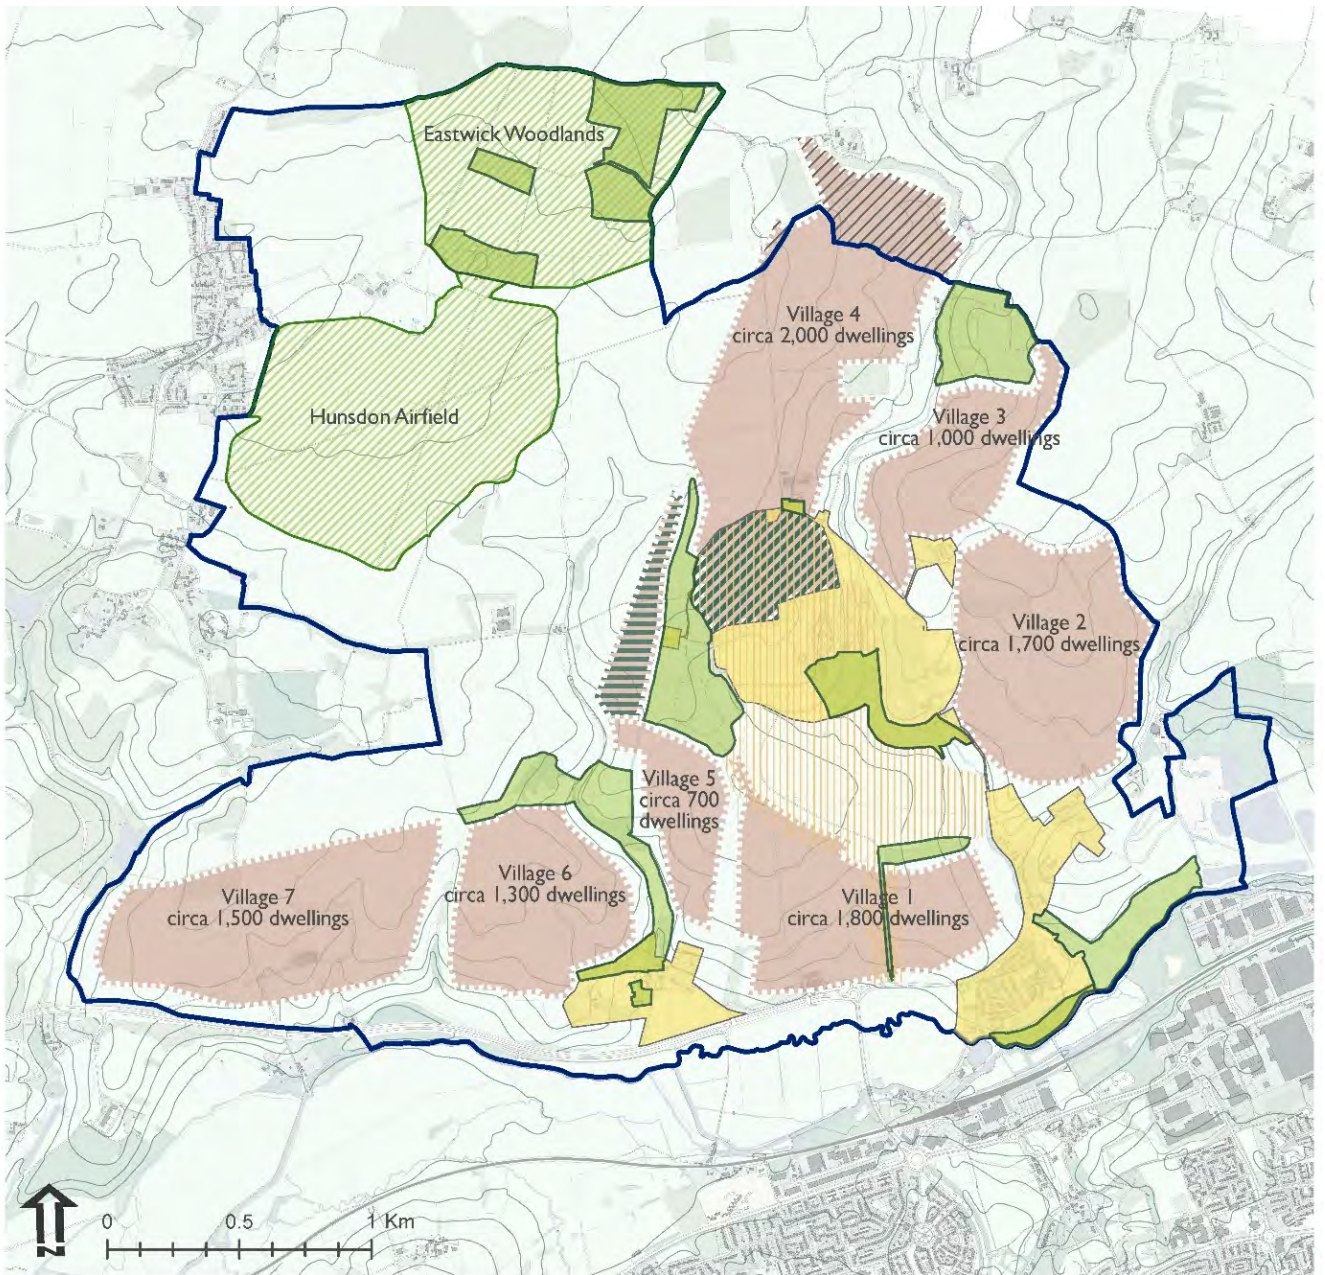 Eastwick Woodlands
Village 4
circa 2,000 dwellings
Hunsdon Airfield
Village 3
circa 1,000 dwellings
Village 2
circa 1,700 dwellings
Village 5
circa 700
dwellings
Village 6
circa 1,300 dwellings
Village 7
circa 1,500 dwellings
Village 1
circa 1,800 dwellings
N
0 0.5 1 Km